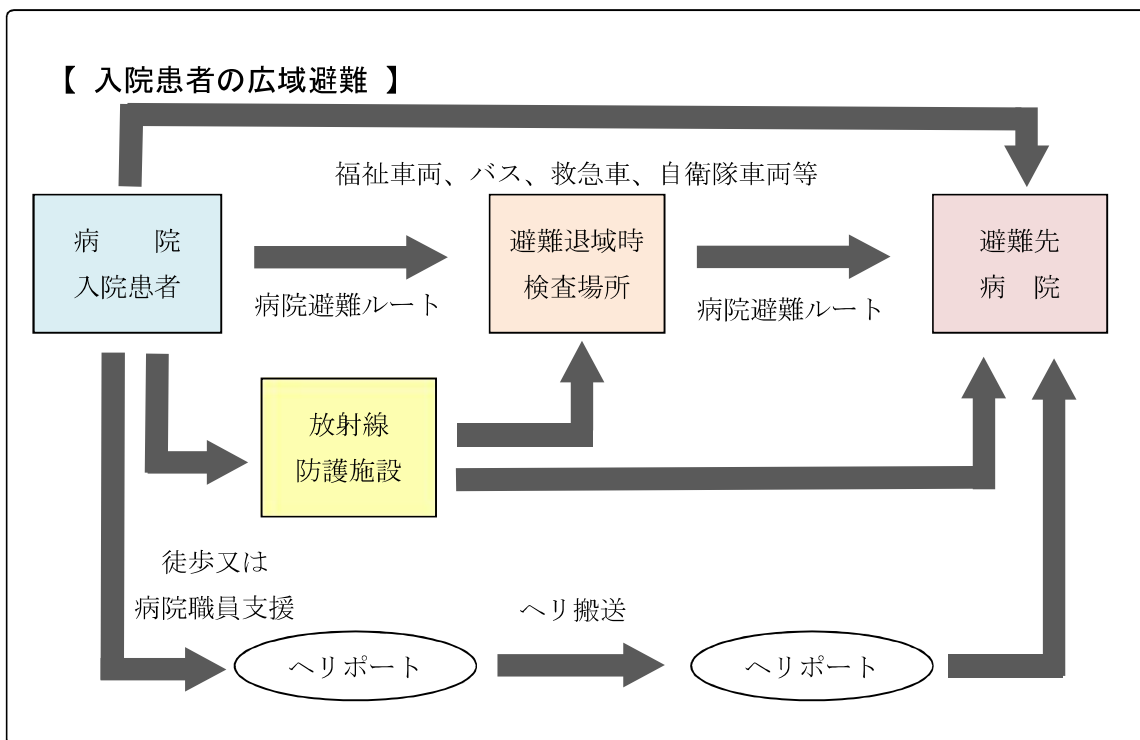 【 入院患者の広域避難 】
福祉車両、バス、救急車、自衛隊車両等
病　　院
入院患者
病院避難ルート
避難退域時
検査場所
病院避難ルート
避難先
病　院
放射線
防護施設
徒歩又は
病院職員支援
ヘリ搬送
ヘリポート
ヘリポート